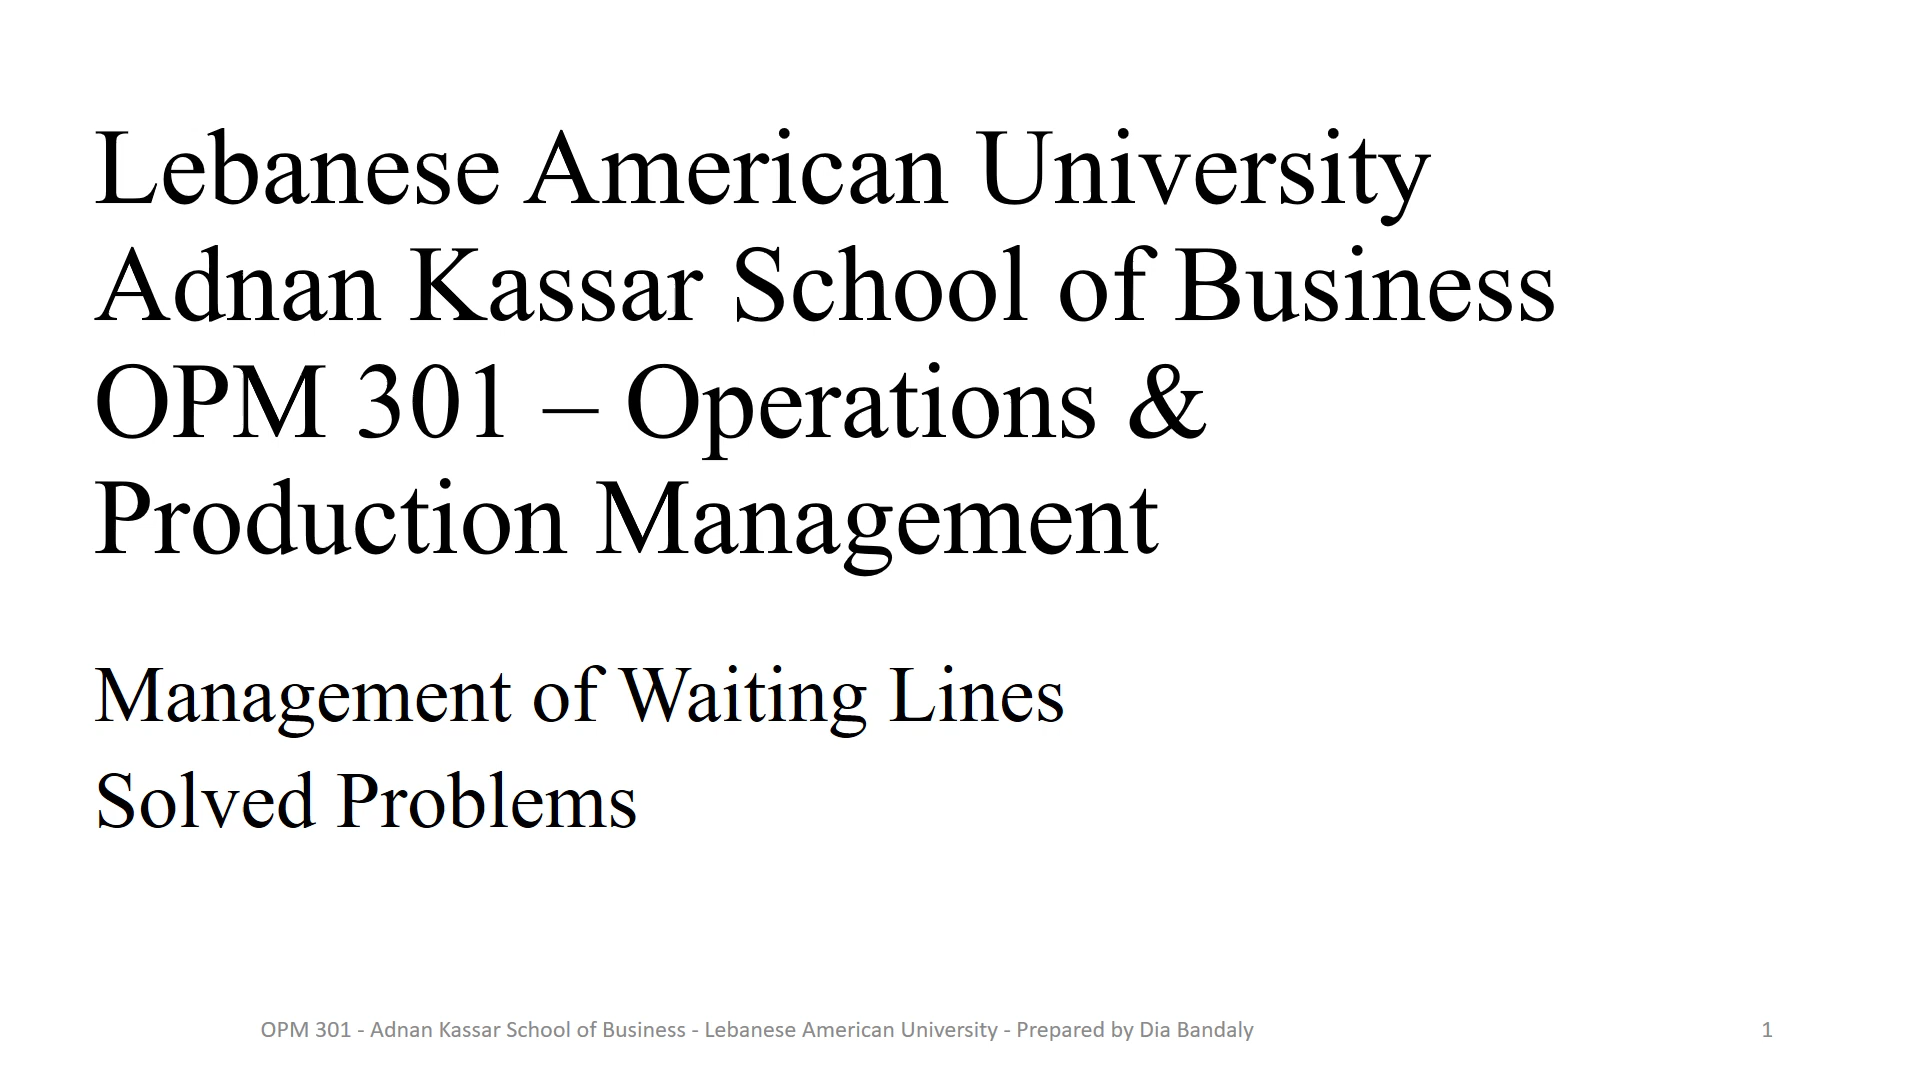 Lebanese American University
Adnan Kassar School of Business
OPM 301 – Operations &
Production Management
Management of Waiting Lines
Solved Problems
OPM 301 - Adnan Kassar School of Business - Lebanese American University - Prepared by Dia Bandaly
1